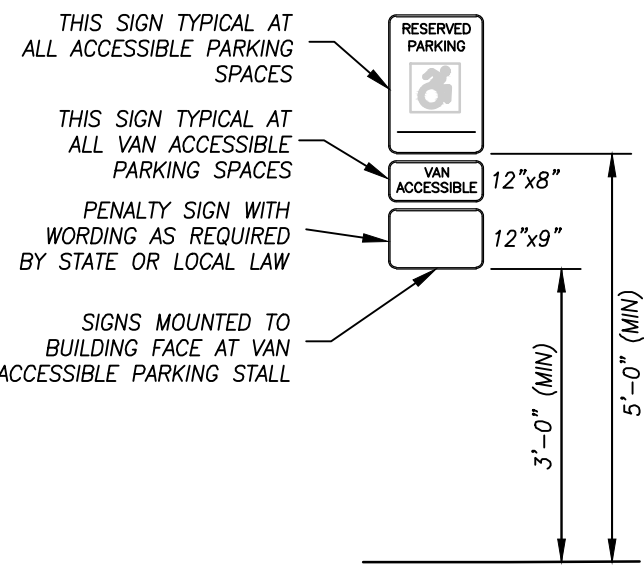 THIS SIGN TYPICAL AT
ALL ACCESSIBLE PARKING
SPACES
RESERVED
PARKING
THIS SIGN TYPICAL AT
ALL VAN ACCESSIBLE
PARKING SPACES
VAN
ACCESSIBLE
12"x8"
PENALTY SIGN WITH
WORDING AS REQUIRED
BY STATE OR LOCAL LAW
12"x9"
SIGNS MOUNTED TO
BUILDING FACE AT VAN
ACCESSIBLE PARKING STALL
3'-0" (MIN)
5'-0" (MIN)